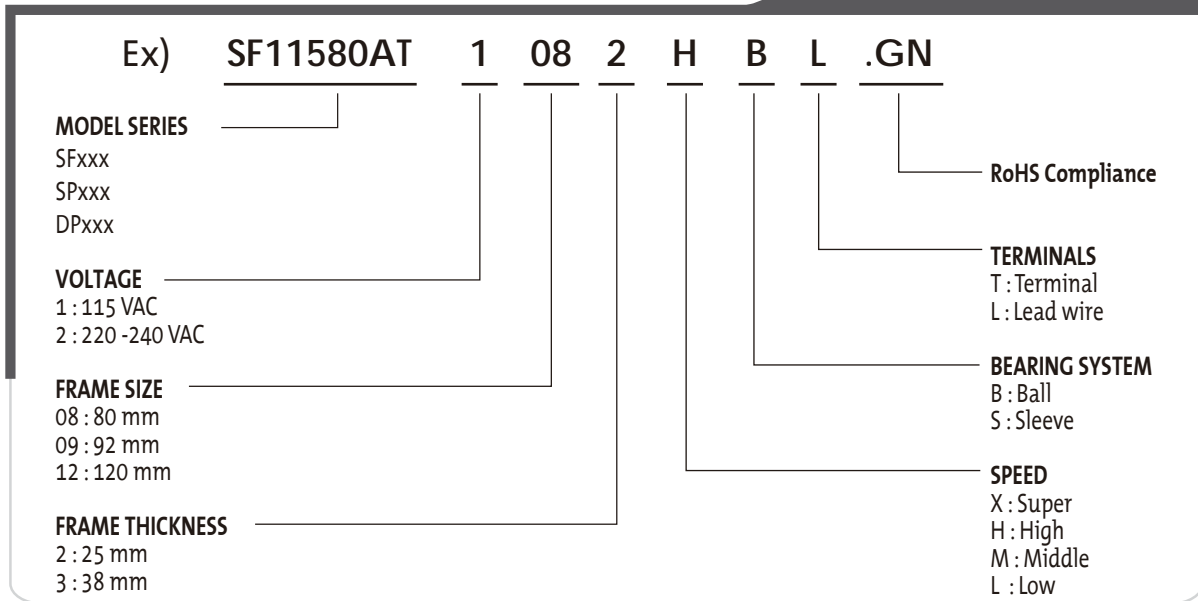 Ex) SF11580AT 1 08 2 H B L .GN
MODEL SERIES
SFxxx
SPxxx
DPxxx
VOLTAGE
1 : 115 VAC
2 : 220 -240 VAC
FRAME SIZE
08 : 80 mm
09 : 92 mm
12 : 120 mm
FRAME THICKNESS
2 : 25 mm
3 : 38 mm
RoHS Compliance
TERMINALS
T : Terminal
L : Lead wire
BEARING SYSTEM
B : Ball
S : Sleeve
SPEED
X : Super
H : High
M : Middle
L : Low